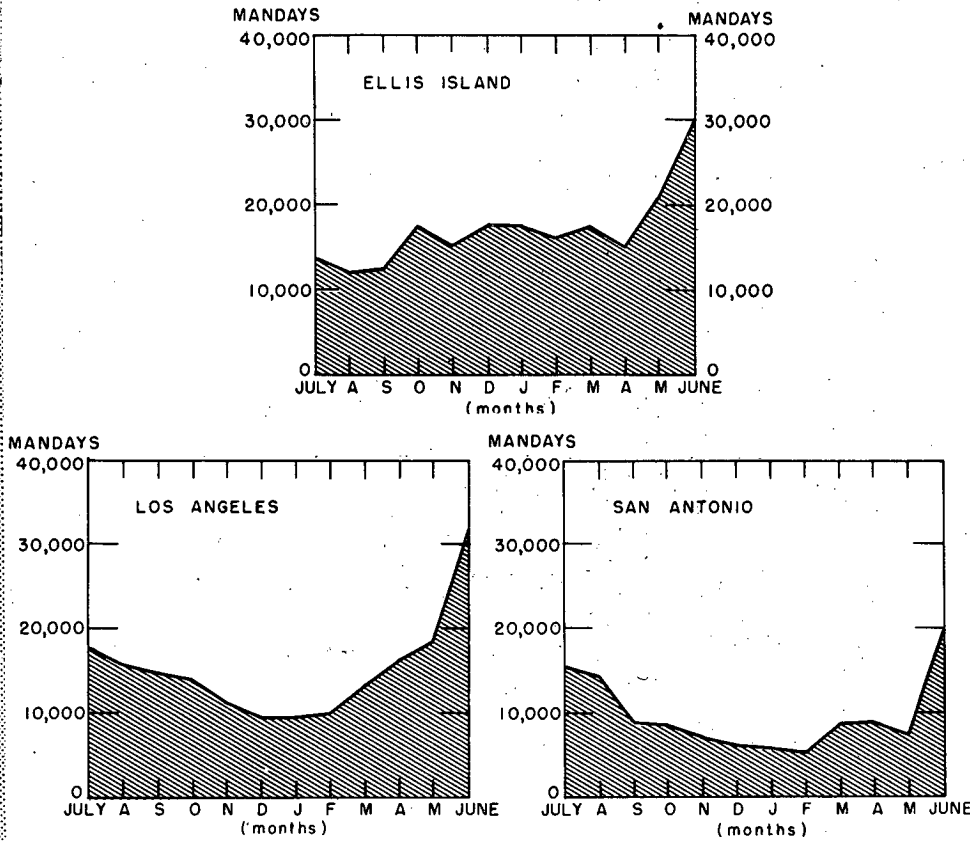 MANDAYS MANDAYS
40,000 40,000
ELLIS ISLAND
30,000 30,000
20,000 20,000
10,000 10,000
0 0
JULY A S O N D J F M A M JUNE
(months)
MANDAYS
40,000
LOS ANGELES
30,000
20,000
10,000
0
JULY A S O N D J F M A M JUNE
(months)
MANDAYS
40,000
SAN ANTONIO
30,000
20,000
10,000
0
JULY A S O N D J F M A M JUNE
(months)